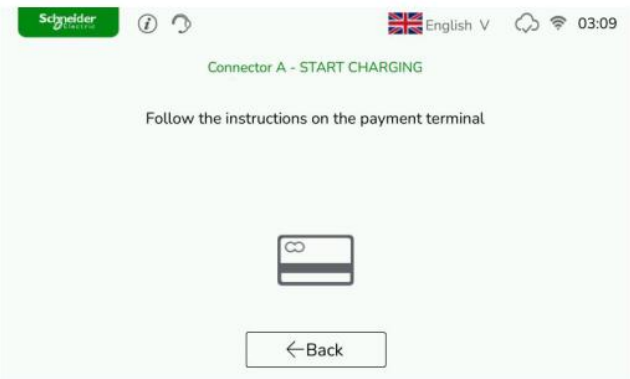 Schneider
Electric
English
03:09
Connector A - START CHARGING
Follow the instructions on the payment terminal
Back